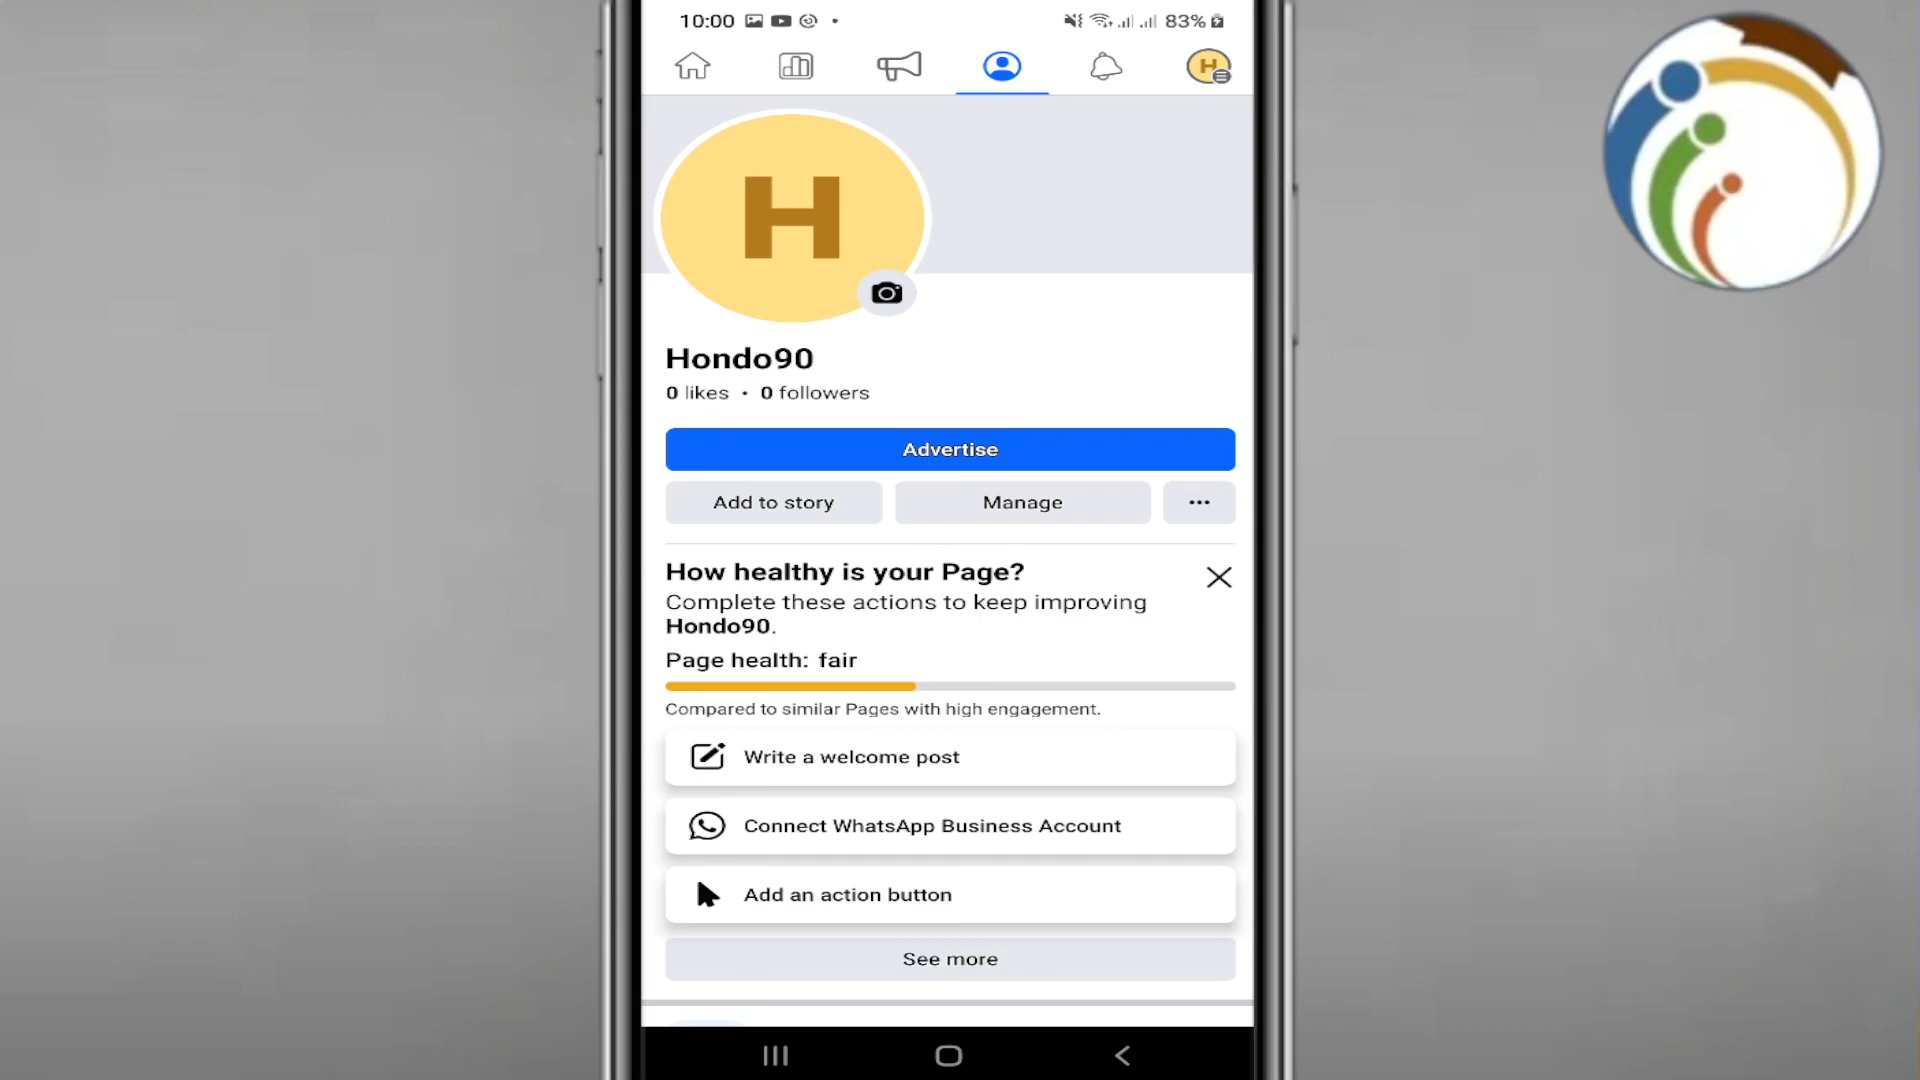 10:00
83%
H
H
Hondo90
0 likes • 0 followers
Advertise
Add to story
Manage
How healthy is your Page?
Complete these actions to keep improving
Hondo90.
Page health: fair
Compared to similar Pages with high engagement.
Write a welcome post
Connect WhatsApp Business Account
Add an action button
See more